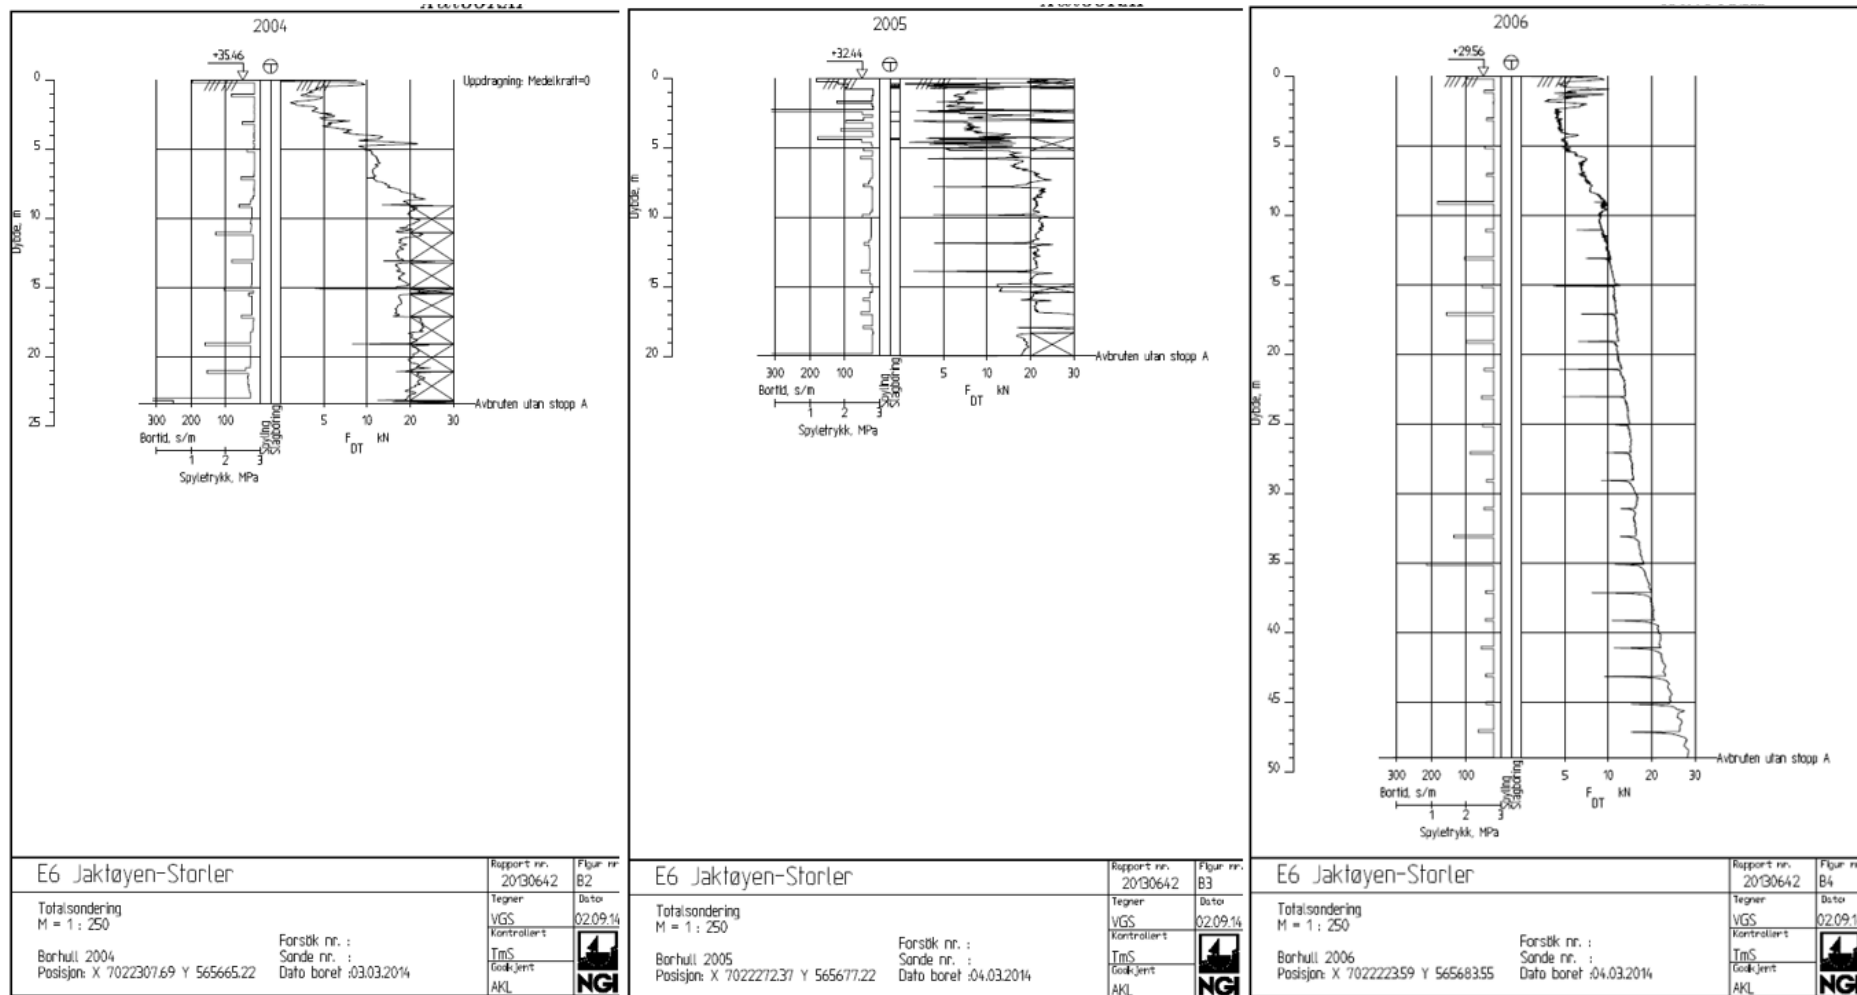 2004
+35.46
Uppdragning: Medelkraft=0
0
5
10
15
20
25
Dybde, m
Avbruten utan stopp A
300 200 100
5 10 20 30
Bortid, s/m
Spyling
Slagboring
F DT kN
1 2 3
Spyletrykk, MPa
E6 Jaktøyen-Storler
Rapport nr.
20130642
Figur nr
B2
Totalsondering
M = 1 : 250
Tegner
VGS
Dato
02.09.14
Kontrollert
TmS
Godkjent
AKL
Borhull 2004
Posisjon: X 7022307.69 Y 565665.22
Forsök nr. :
Sonde nr. :
Dato boret :03.03.2014
NGI
2005
+32.44
0
5
10
15
20
Dybde, m
Avbruten utan stopp A
300 200 100
5 10 20 30
Bortid, s/m
Spyling
Slagboring
F DT kN
1 2 3
Spyletrykk, MPa
E6 Jaktøyen-Storler
Rapport nr.
20130642
Figur nr.
B3
Totalsondering
M = 1 : 250
Tegner
VGS
Dato
02.09.14
Kontrollert
TmS
Godkjent
AKL
Borhull 2005
Posisjon: X 7022272.37 Y 565677.22
Forsök nr. :
Sonde nr. :
Dato boret :04.03.2014
NGI
2006
+29.56
0
5
10
15
20
25
30
35
40
45
50
Dybde, m
Avbruten utan stopp A
300 200 100
5 10 20 30
Bortid, s/m
Spyling
Slagboring
F DT kN
1 2 3
Spyletrykk, MPa
E6 Jaktøyen-Storler
Rapport nr.
20130642
Figur n
B4
Totalsondering
M = 1 : 250
Tegner
VGS
Dato
02.09.1
Kontrollert
TmS
Godkjent
AKL
Borhull 2006
Posisjon: X 7022223.59 Y 565683.55
Forsök nr. :
Sonde nr. :
Dato boret :04.03.2014
NGI